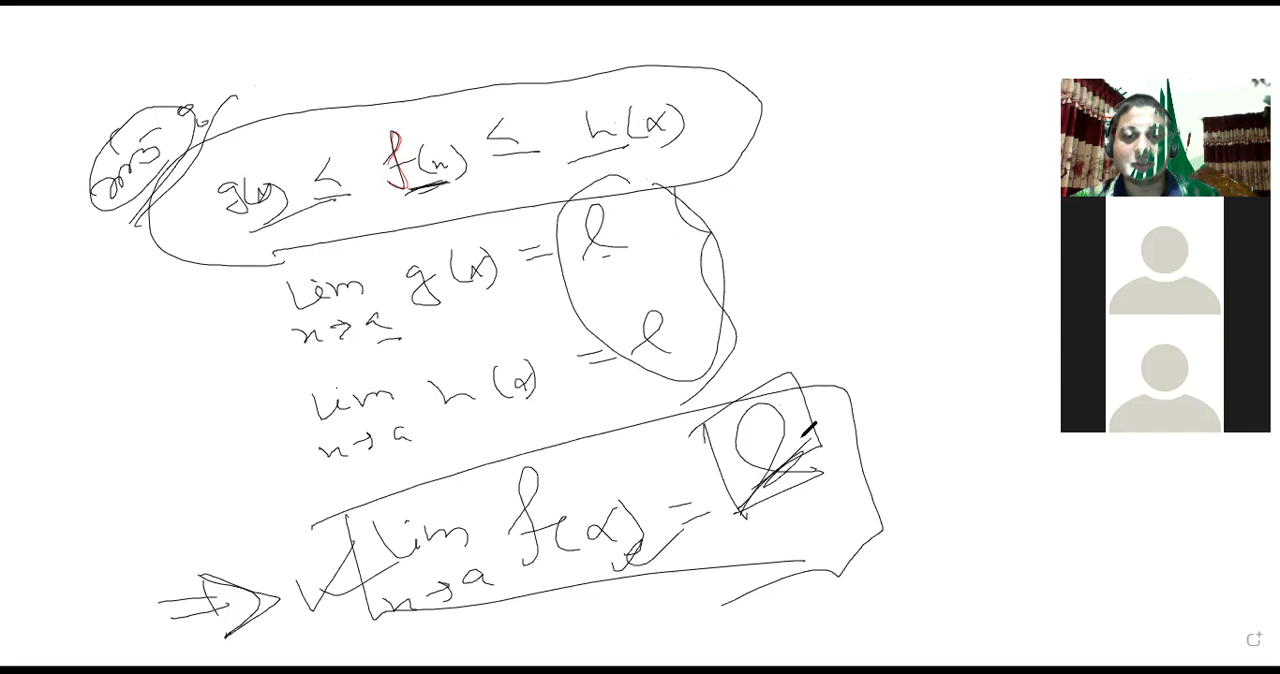 g(x) ≤ f(x) ≤ h(x)
lim g(x) = l
x→a
lim h(x) = l
x→a
⇒ lim f(x) = l
x→a